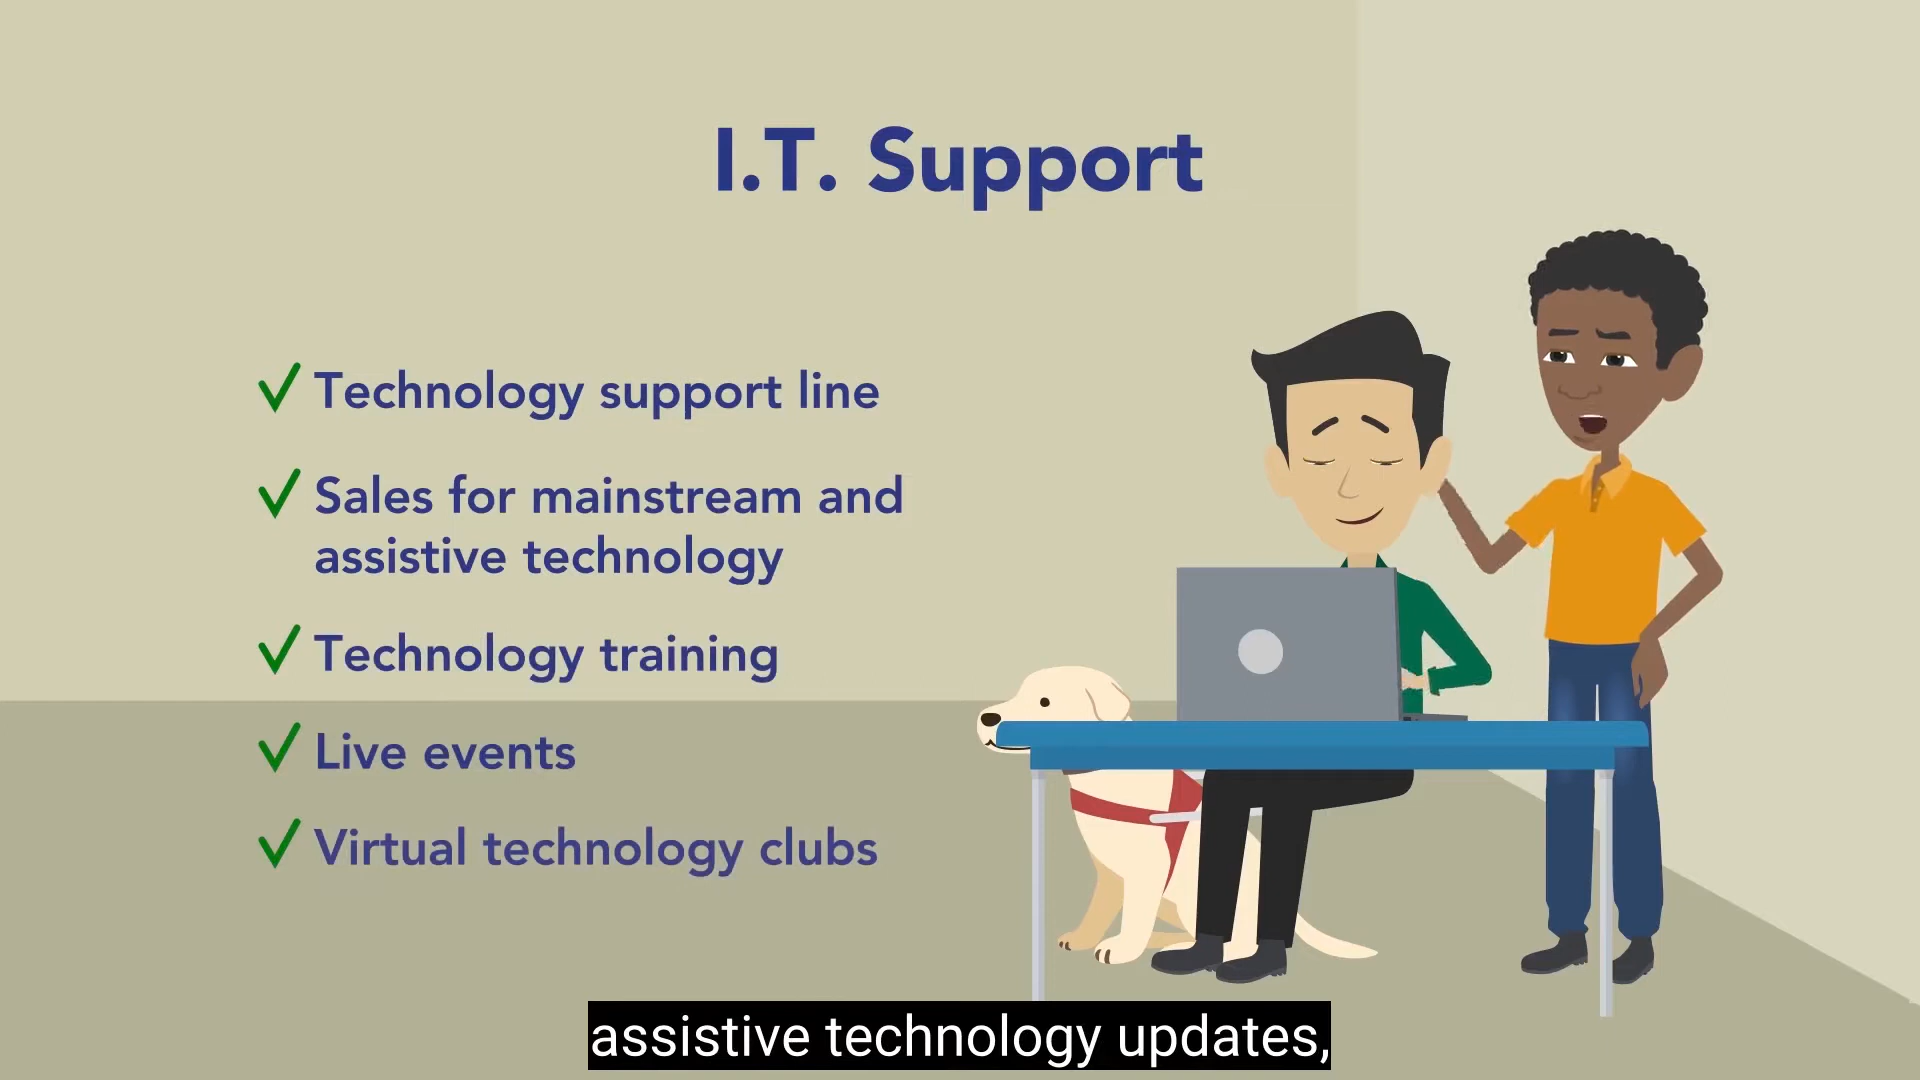 I.T. Support
Technology support line
Sales for mainstream and
assistive technology
Technology training
Live events
Virtual technology clubs
assistive technology updates,